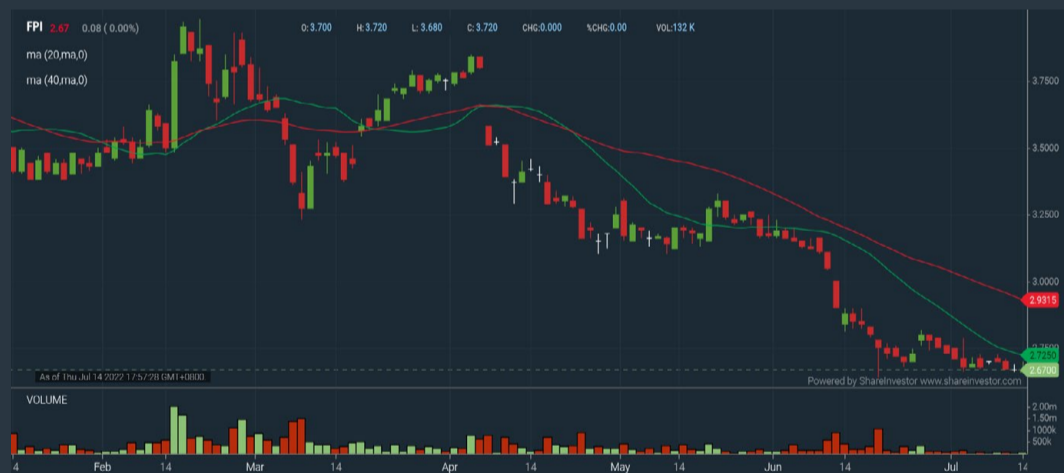 FPI 2.67 0.08 ( 0.00%) O: 3.700 H: 3.720 L: 3.680 C: 3.720 CHG:0.000 %CHG:0.00 VOL:132 K
ma (20,ma,0)
ma (40,ma,0)
3.7500
3.5000
3.2500
3.0000
2.9315
2.7500
2.7250
2.6700
As of Thu Jul 14 2022 17:57:28 GMT+0800
Powered by ShareInvestor www.shareinvestor.com
VOLUME
2.00m
1.50m
1000k
500k
4 Feb 14 Mar 14 Apr 14 May 14 Jun 14 Jul 14